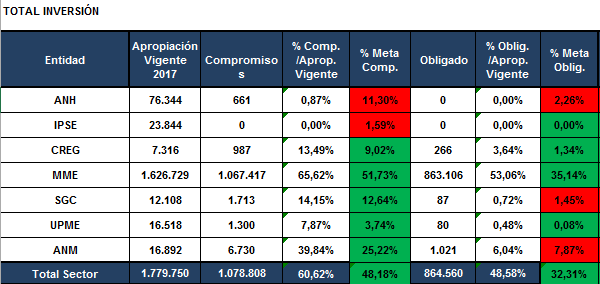 TOTAL INVERSIÓN
Entidad Apropiación Vigente 2017 Compromisos % Comp. /Aprop. Vigente % Meta Comp. Obligado % Oblig./Aprop. Vigente % Meta Oblig.
ANH 76.344 661 0,87% 11,30% 0 0,00% 2,26%
IPSE 23.844 0 0,00% 1,59% 0 0,00% 0,00%
CREG 7.316 987 13,49% 9,02% 266 3,64% 1,34%
MME 1.626.729 1.067.417 65,62% 51,73% 863.106 53,06% 35,14%
SGC 12.108 1.713 14,15% 12,64% 87 0,72% 1,45%
UPME 16.518 1.300 7,87% 3,74% 80 0,48% 0,08%
ANM 16.892 6.730 39,84% 25,22% 1.021 6,04% 7,87%
Total Sector 1.779.750 1.078.808 60,62% 48,18% 864.560 48,58% 32,31%